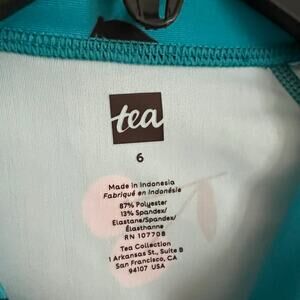 tea
6
Made in Indonesia
Fabriqué en Indonésie
87% Polyester
13% Spandex/
Elastane/Spandex/
Élasthanne
RN 107708
Tea Collection
1 Arkansas St., Suite B
San Francisco, CA
94107 USA